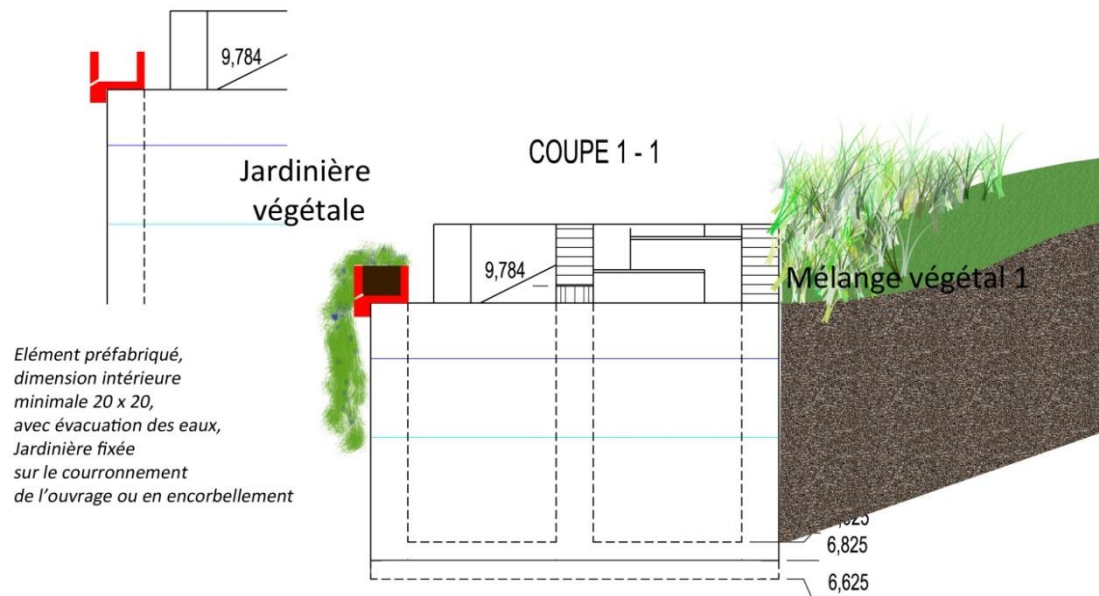 9,784
COUPE 1 - 1
Jardinière
végétale
9,784
Mélange végétal 1
Elément préfabriqué,
dimension intérieure
minimale 20 x 20,
avec évacuation des eaux,
Jardinière fixée
sur le courronnement
de l'ouvrage ou en encorbellement
6,825
6,625